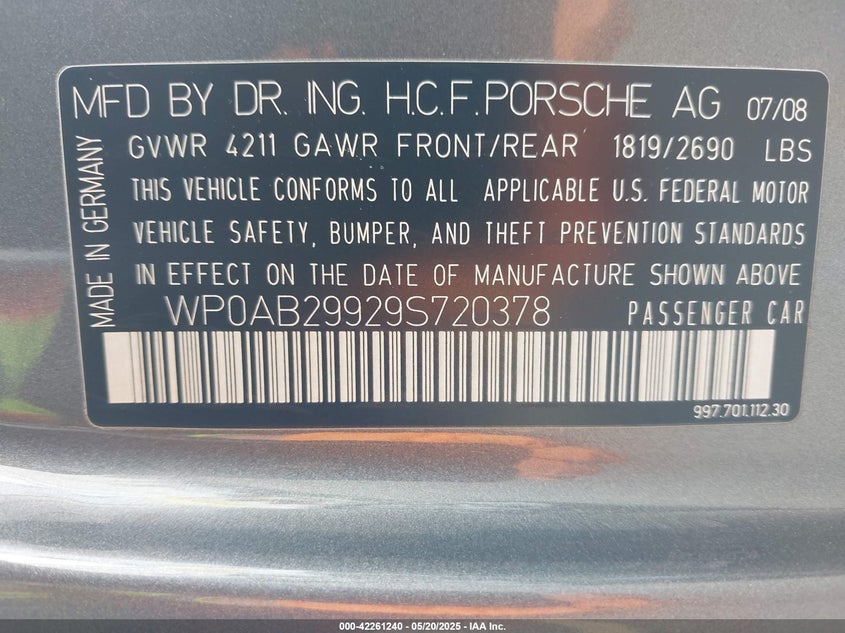 MFD BY DR. ING. H.C.F. PORSCHE AG 07/08
GVWR 4211 GAWR FRONT/REAR 1819/2690 LBS
THIS VEHICLE CONFORMS TO ALL APPLICABLE U.S. FEDERAL MOTOR
VEHICLE SAFETY, BUMPER, AND THEFT PREVENTION STANDARDS
IN EFFECT ON THE DATE OF MANUFACTURE SHOWN ABOVE
WP0AB29929S720378 PASSENGER CAR
MADE IN GERMANY
997.701.112.30
000-42261240 - 05/20/2025 - IAA Inc.